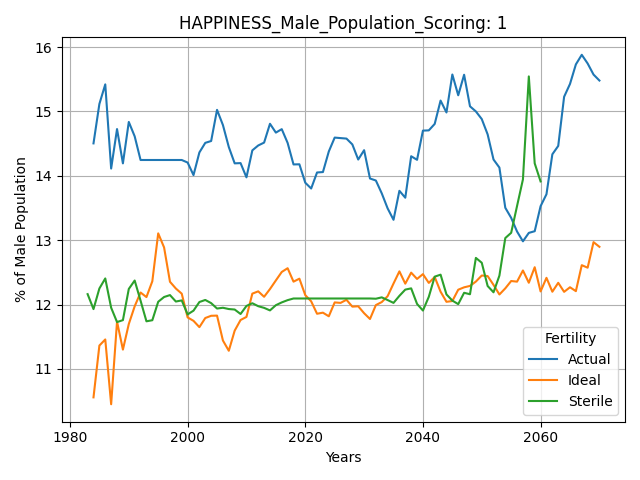 HAPPINESS_Male_Population_Scoring: 1
16
15
14
13
12
11
% of Male Population
1980
2000
2020
2040
2060
Years
Fertility
Actual
Ideal
Sterile